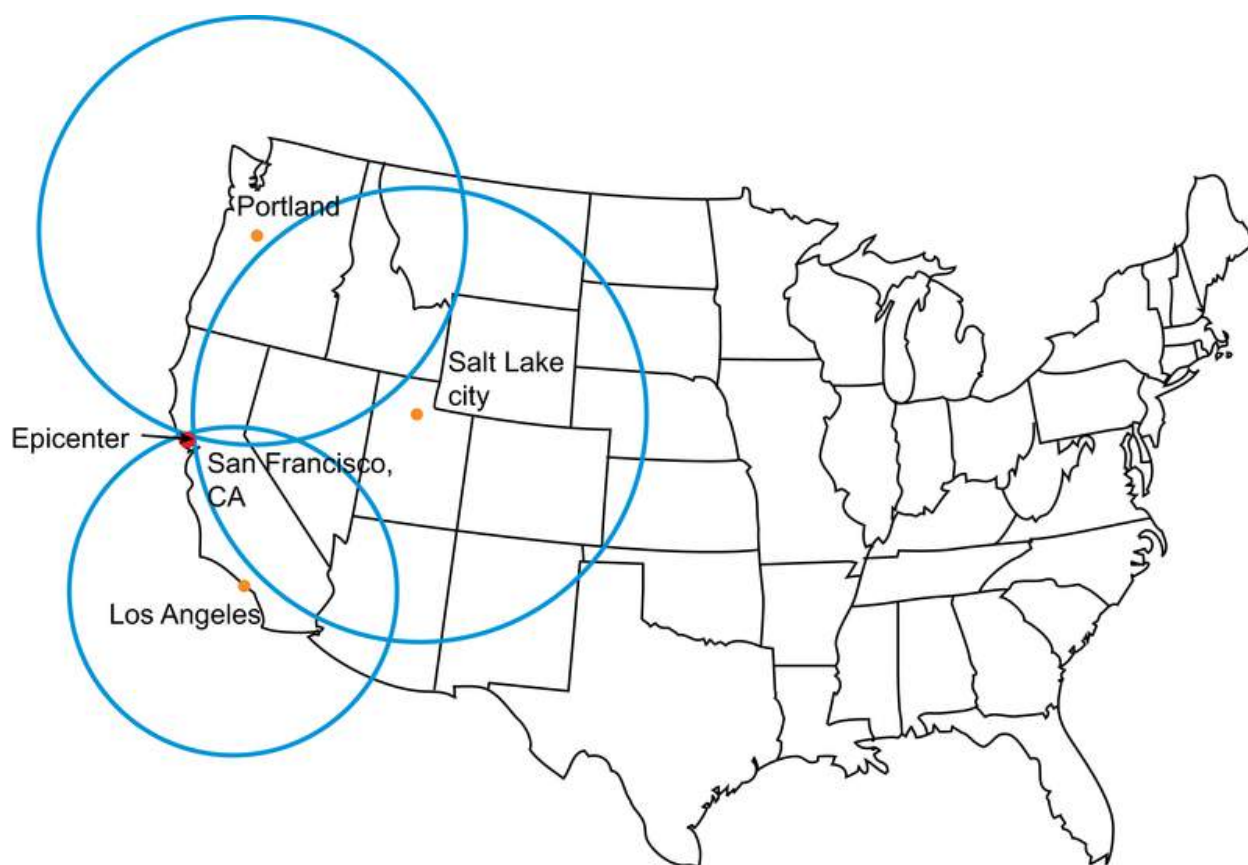 Portland
Salt Lake
city
Epicenter
San Francisco,
CA
Los Angeles